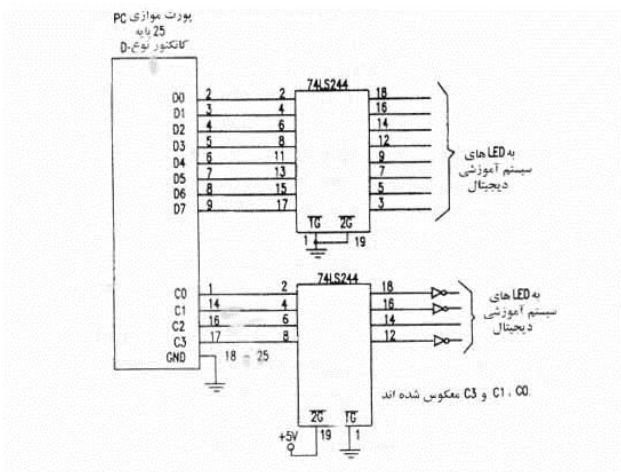 پورت موازی PC
25 پایه
کانکتور نوع-D
74LS244
D0 2 2 18
D1 3 4 16
D2 4 6 14
D3 5 8 12
D4 6 11 9
D5 7 13 7
D6 8 15 5
D7 9 17 3
1G 2G
1 19
به LED های
سیستم آموزشی
دیجیتال
74LS244
C0 1 2 18
C1 14 4 16
C2 16 6 14
C3 17 8 12
GND 18 25
به LED های
سیستم آموزشی
دیجیتال
C0، C1 و C3 معکوس شده اند
2G 1G
+5V 19 1